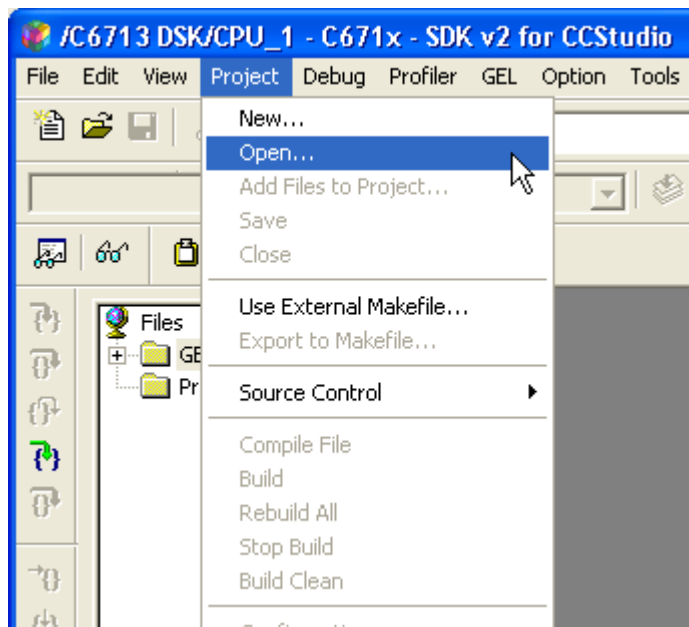 /C6713 DSK/CPU_1 - C671x - SDK v2 for CCStudio
File Edit View Project Debug Profiler GEL Option Tools
New...
Open...
Add Files to Project...
Save
Close
Files
GE
Pr
Use External Makefile...
Export to Makefile...
Source Control
Compile File
Build
Rebuild All
Stop Build
Build Clean